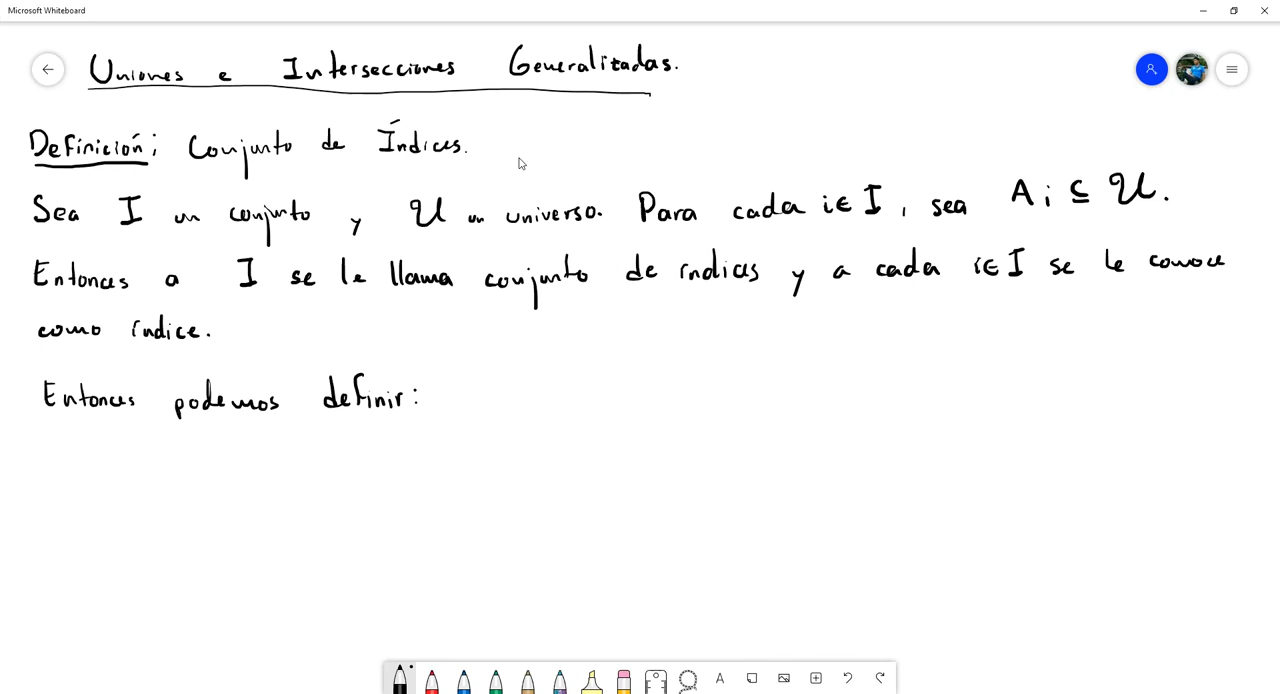 Microsoft Whiteboard
Uniones e Intersecciones Generalizadas.
Definición: Conjunto de Índices.
Sea I un conjunto y U un universo. Para cada i∈I, sea Ai ⊆ U.
Entonces a I se le llama conjunto de índices y a cada i∈I se le conoce
como índice.
Entonces podemos definir:
A